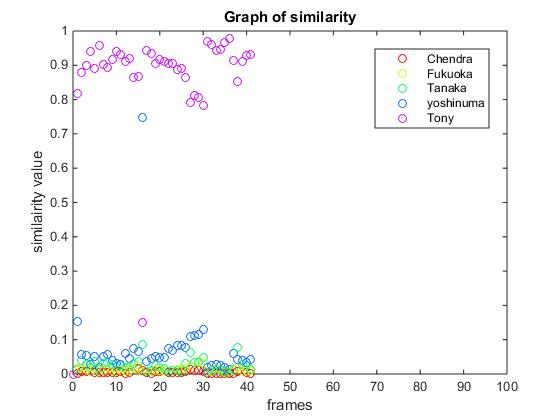 Graph of similarity
1
0.9
0.8
0.7
0.6
0.5
0.4
0.3
0.2
0.1
0
similairity value
Chendra
Fukuoka
Tanaka
yoshinuma
Tony
0 10 20 30 40 50 60 70 80 90 100
frames